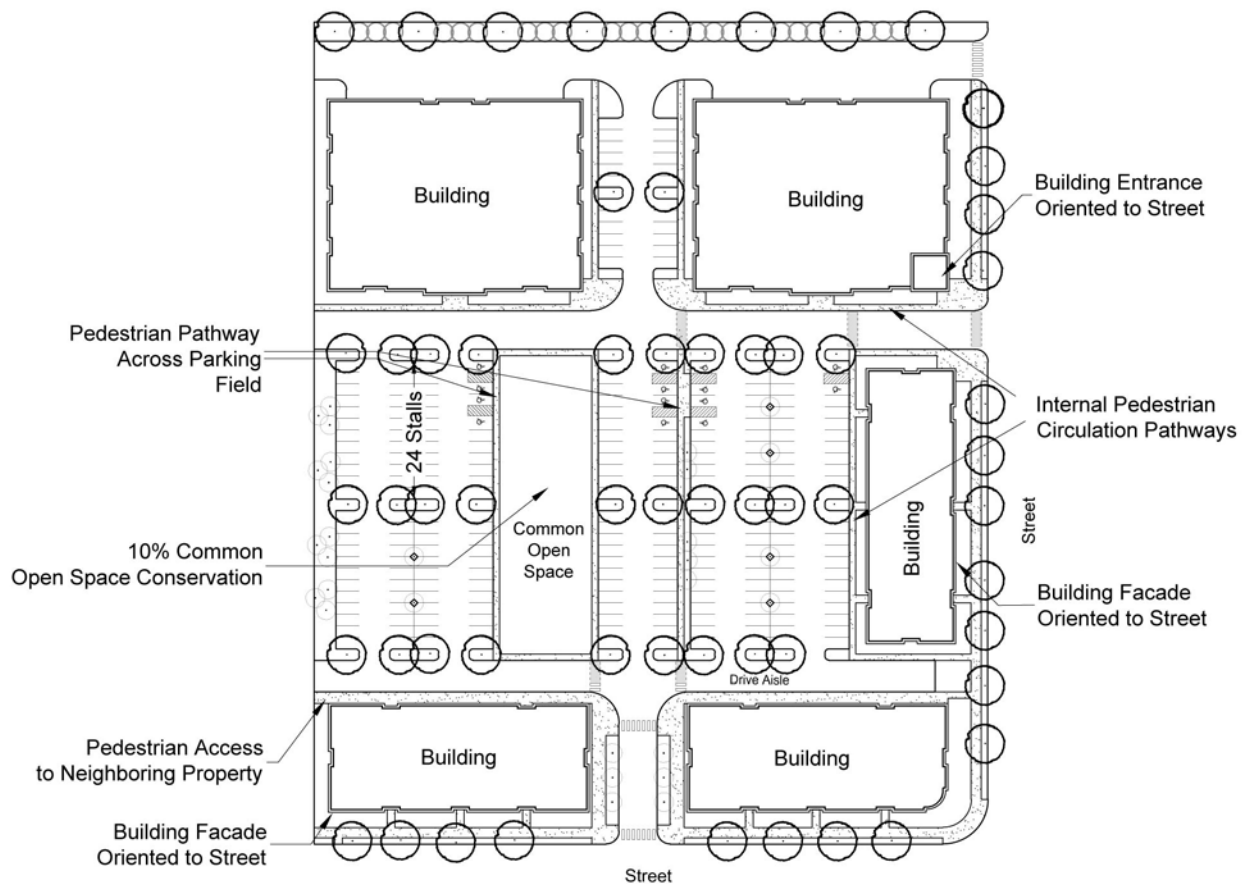 Building
Building
Building Entrance
Oriented to Street
Pedestrian Pathway
Across Parking
Field
24 Stalls
Internal Pedestrian
Circulation Pathways
10% Common
Open Space Conservation
Common
Open
Space
Building
Street
Building Facade
Oriented to Street
Drive Aisle
Pedestrian Access
to Neighboring Property
Building
Building
Building Facade
Oriented to Street
Street